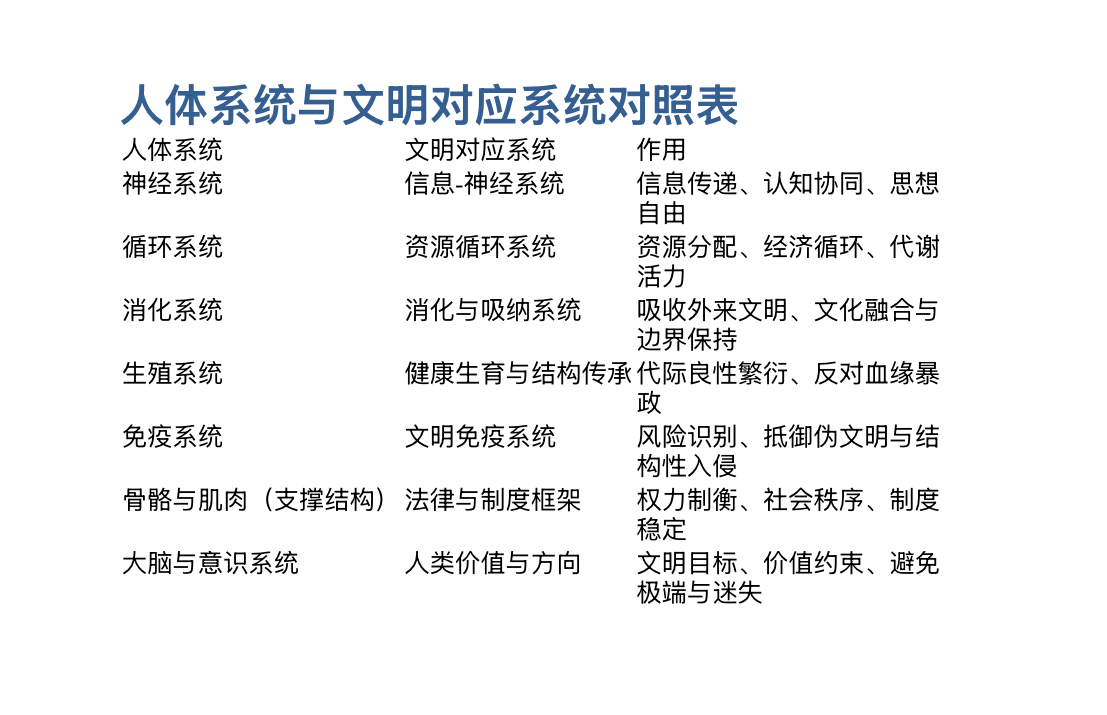 人体系统与文明对应系统对照表
人体系统 文明对应系统 作用
神经系统 信息-神经系统 信息传递、认知协同、思想
自由
循环系统 资源循环系统 资源分配、经济循环、代谢
活力
消化系统 消化与吸纳系统 吸收外来文明、文化融合与
边界保持
生殖系统 健康生育与结构传承 代际良性繁衍、反对血缘暴
政
免疫系统 文明免疫系统 风险识别、抵御伪文明与结
构性入侵
骨骼与肌肉（支撑结构） 法律与制度框架 权力制衡、社会秩序、制度
稳定
大脑与意识系统 人类价值与方向 文明目标、价值约束、避免
极端与迷失